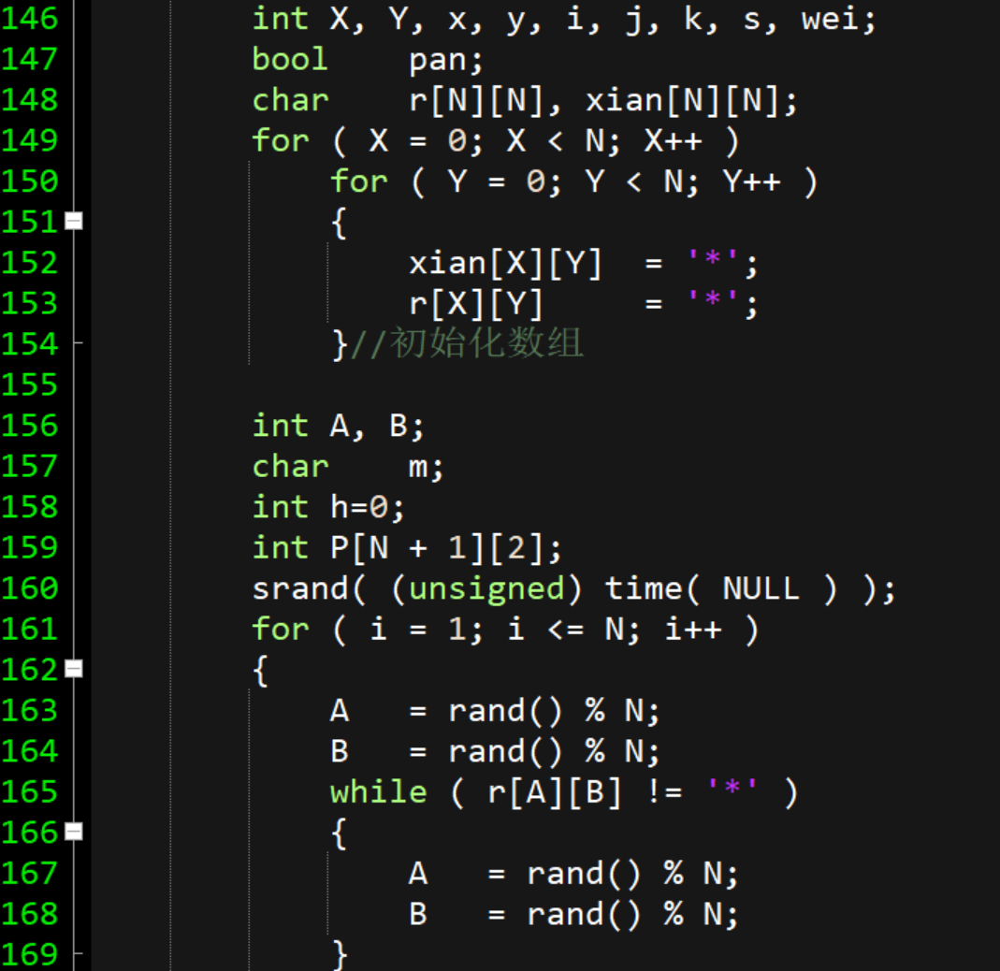 146 int X, Y, x, y, i, j, k, s, wei;
147 bool    pan;
148 char    r[N][N], xian[N][N];
149 for ( X = 0; X < N; X++ )
150     for ( Y = 0; Y < N; Y++ )
151     {
152         xian[X][Y]  = '*';
153         r[X][Y]     = '*';
154     }//初始化数组
155
156 int A, B;
157 char    m;
158 int h=0;
159 int P[N + 1][2];
160 srand( (unsigned) time( NULL ) );
161 for ( i = 1; i <= N; i++ )
162 {
163     A   = rand() % N;
164     B   = rand() % N;
165     while ( r[A][B] != '*' )
166     {
167         A   = rand() % N;
168         B   = rand() % N;
169     }